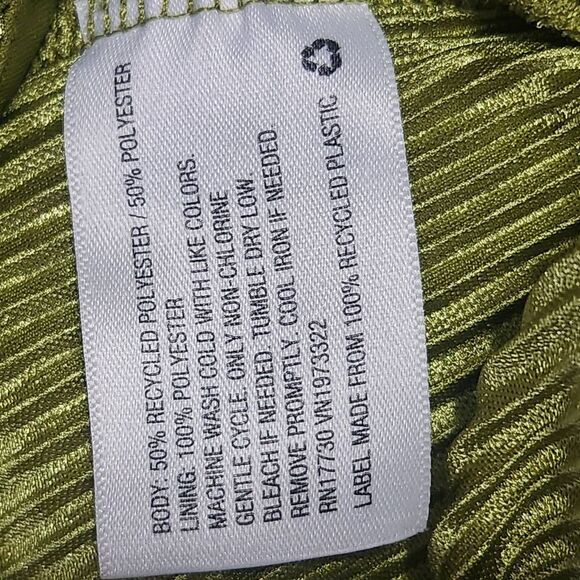 BODY: 50% RECYCLED POLYESTER / 50% POLYESTER
LINING: 100% POLYESTER
MACHINE WASH COLD WITH LIKE COLORS.
GENTLE CYCLE. ONLY NON-CHLORINE
BLEACH IF NEEDED. TUMBLE DRY LOW.
REMOVE PROMPTLY. COOL IRON IF NEEDED.
RN17730 VN1973322
LABEL MADE FROM 100% RECYCLED PLASTIC